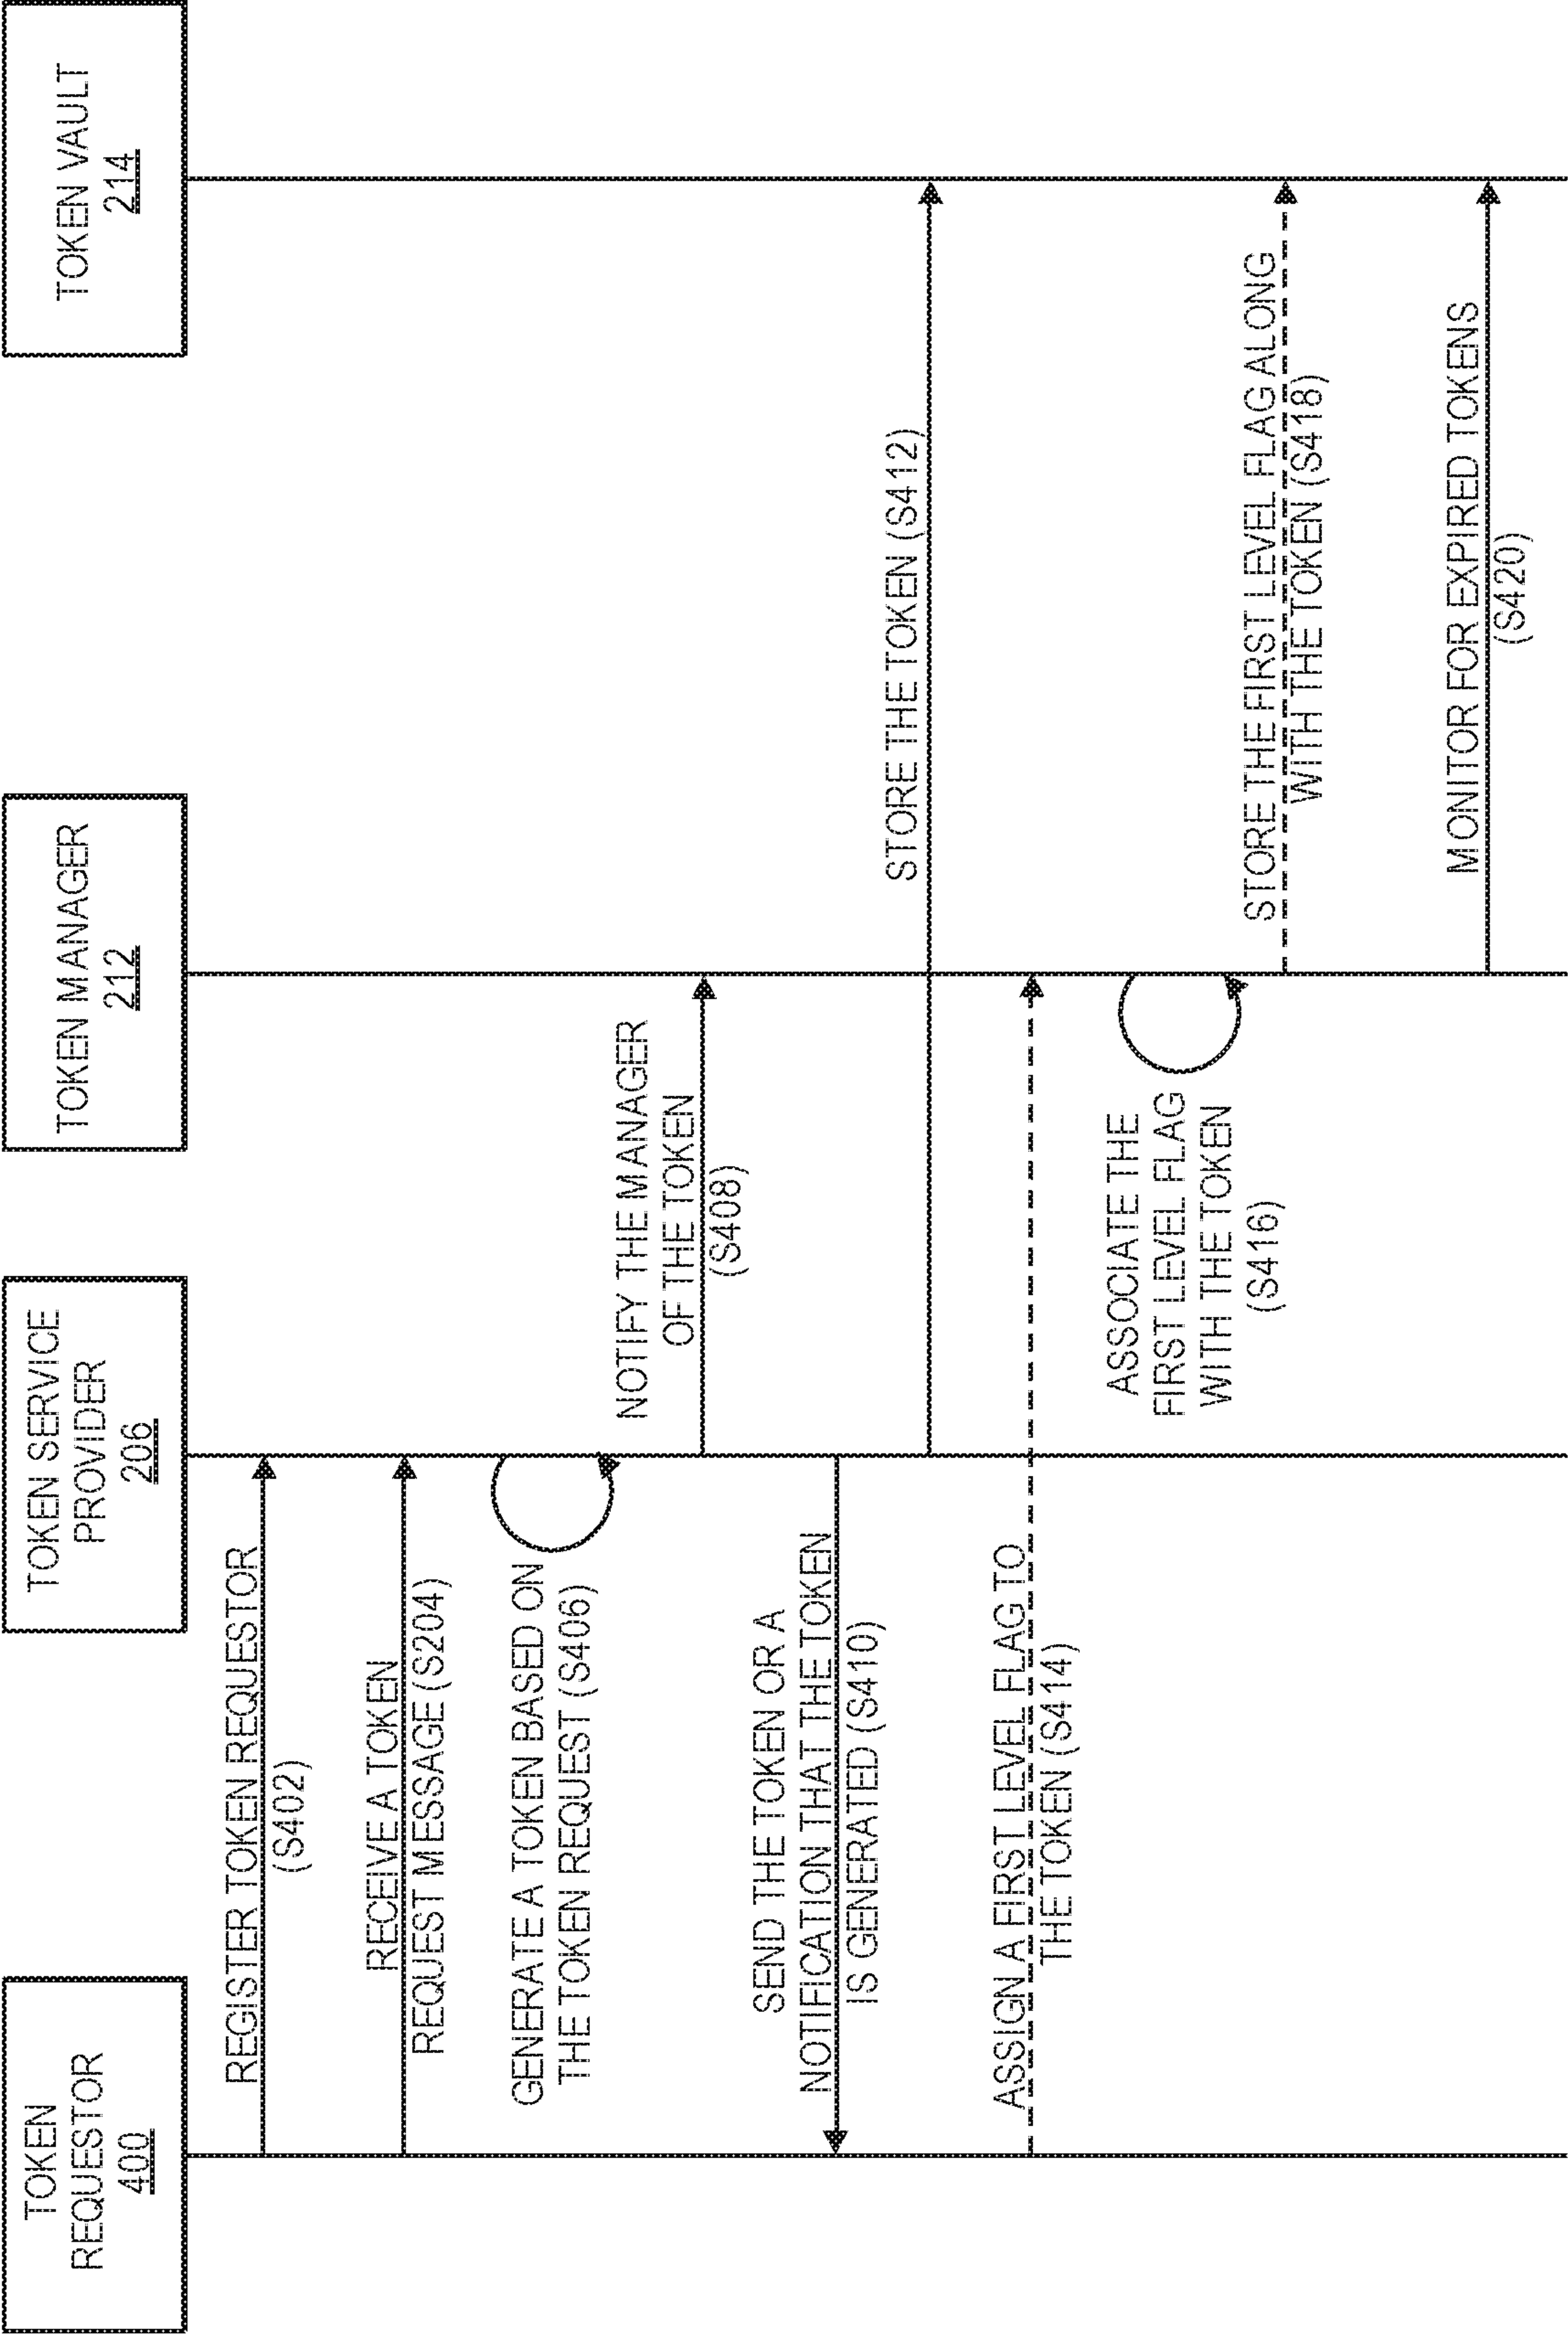 TOKEN
REQUESTOR
400
TOKEN SERVICE
PROVIDER
206
TOKEN MANAGER
212
TOKEN VAULT
214
REGISTER TOKEN REQUESTOR
(S402)
RECEIVE A TOKEN
REQUEST MESSAGE (S204)
GENERATE A TOKEN BASED ON
THE TOKEN REQUEST (S406)
NOTIFY THE MANAGER
OF THE TOKEN
(S408)
SEND THE TOKEN OR A
NOTIFICATION THAT THE TOKEN
IS GENERATED (S410)
STORE THE TOKEN (S412)
ASSIGN A FIRST LEVEL FLAG TO
THE TOKEN (S414)
ASSOCIATE THE
FIRST LEVEL FLAG
WITH THE TOKEN
(S416)
STORE THE FIRST LEVEL FLAG ALONG
WITH THE TOKEN (S418)
MONITOR FOR EXPIRED TOKENS
(S420)